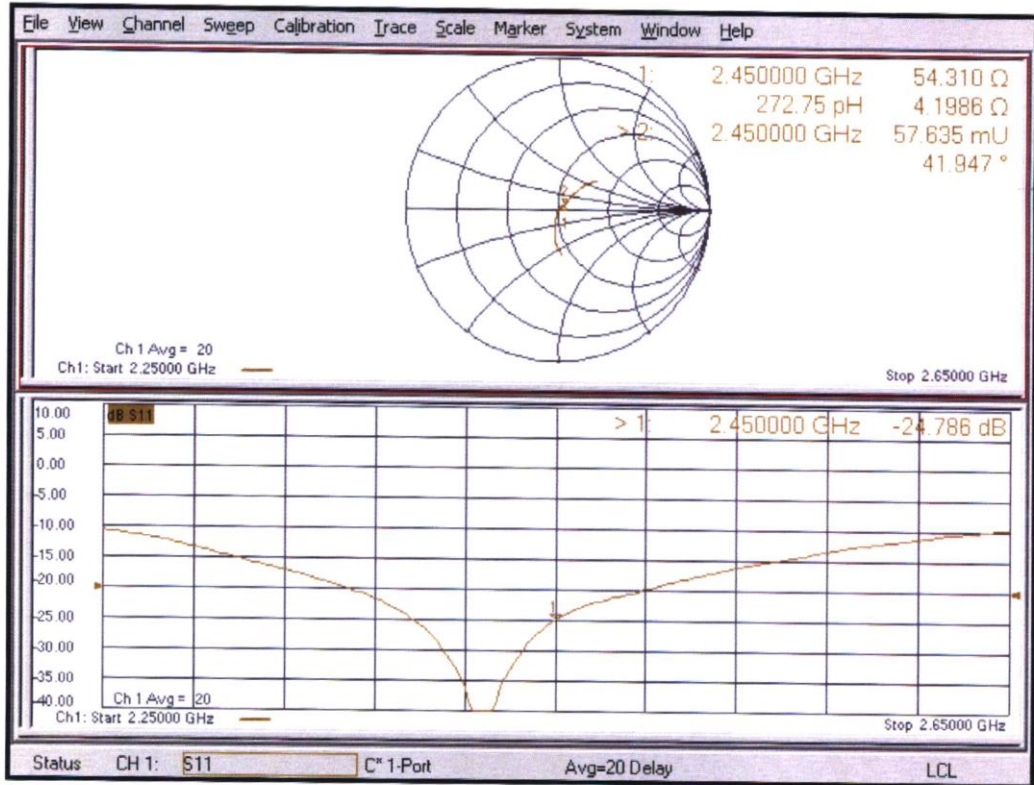 File View Channel Sweep Calibration Trace Scale Marker System Window Help
1: 2.450000 GHz 54.310 Ω
272.75 pH 4.1986 Ω
> 2: 2.450000 GHz 57.635 mU
41.947 °
2
1
Ch 1 Avg = 20
Ch1: Start 2.25000 GHz
Stop 2.65000 GHz
10.00
dB S11
> 1: 2.450000 GHz -24.786 dB
5.00
0.00
-5.00
-10.00
-15.00
-20.00
-25.00
1
-30.00
-35.00
-40.00
Ch 1 Avg = 20
Ch1: Start 2.25000 GHz
Stop 2.65000 GHz
Status CH 1: S11 C* 1-Port Avg=20 Delay LCL